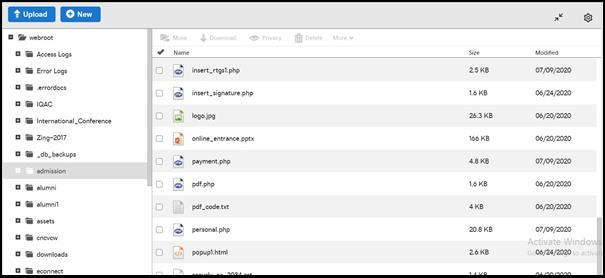 Upload New
webroot
Access Logs
Error Logs
.errordocs
IQAC
International_Conference
Zing-2017
_db_backups
admission
alumni
alumni1
assets
cncvcw
downloads
econnect
Move Download Privacy Delete More
Name Size Modified
insert_rtgs1.php 2.5 KB 07/09/2020
insert_signature.php 1.6 KB 06/24/2020
logo.jpg 26.3 KB 06/20/2020
online_entrance.pptx 166 KB 06/20/2020
payment.php 4.8 KB 07/09/2020
pdf.php 1.6 KB 06/20/2020
pdf_code.txt 4 KB 06/20/2020
personal.php 20.8 KB 07/09/2020
popup1.html 2.6 KB 06/24/2020
Activate Windows